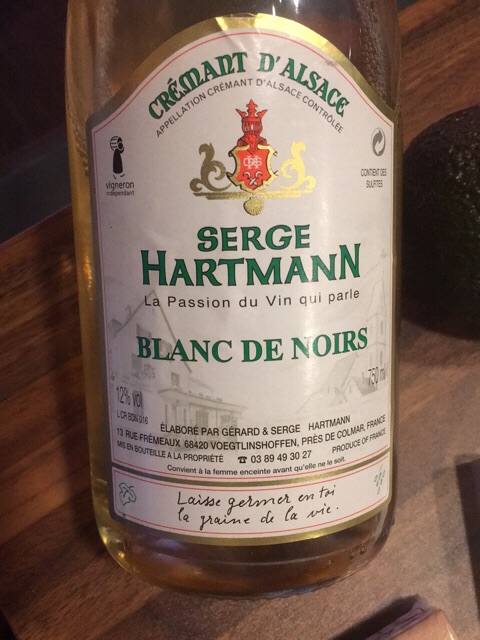 CRÉMANT D'ALSACE
APPELLATION CRÉMANT D'ALSACE CONTRÔLÉE
vigneron
indépendant
CONTIENT DES
SULFITES
SERGE
HARTMANN
La Passion du Vin qui parle
BLANC DE NOIRS
12% vol
750 ml
L CR BDN 016
ÉLABORÉ PAR GÉRARD & SERGE HARTMANN
13 RUE FRÉMEAUX, 68420 VOEGTLINSHOFFEN, PRÈS DE COLMAR, FRANCE
MIS EN BOUTEILLE A LA PROPRIÉTÉ ☎ 03 89 49 30 27 PRODUCE OF FRANCE
Convient à la femme enceinte avant qu'elle ne le soit.
Laisse germer en toi
la graine de la vie.